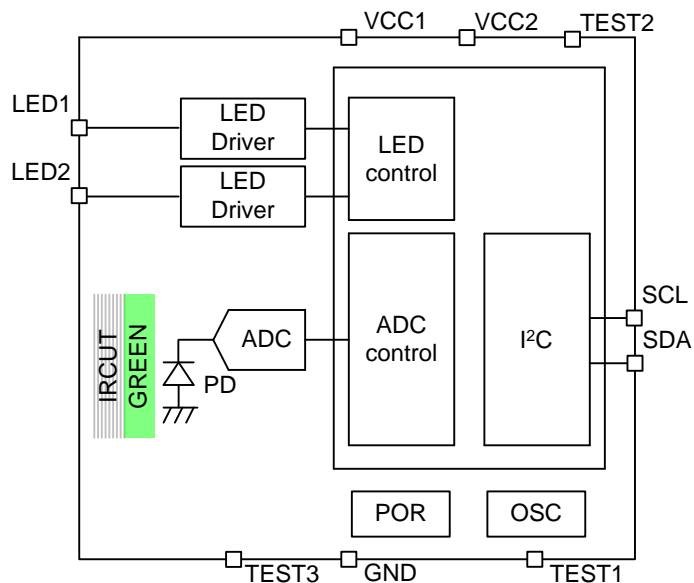 VCC1
VCC2
TEST2
LED1
LED
Driver
LED
control
LED2
LED
Driver
IRCUT
GREEN
PD
ADC
ADC
control
I²C
SCL
SDA
POR
OSC
TEST3
GND
TEST1